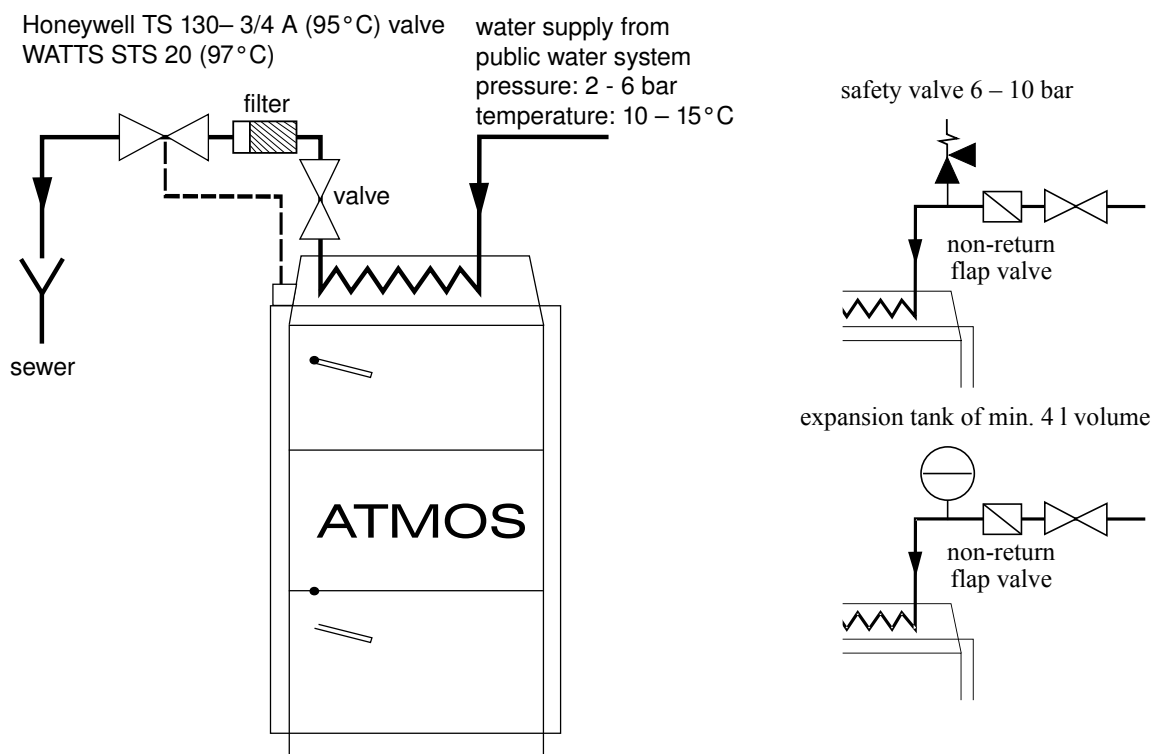 Honeywell TS 130– 3/4 A (95°C) valve
WATTS STS 20 (97°C)
water supply from
public water system
pressure: 2 - 6 bar
temperature: 10 – 15°C
filter
valve
sewer
ATMOS
safety valve 6 – 10 bar
non-return
flap valve
expansion tank of min. 4 l volume
non-return
flap valve